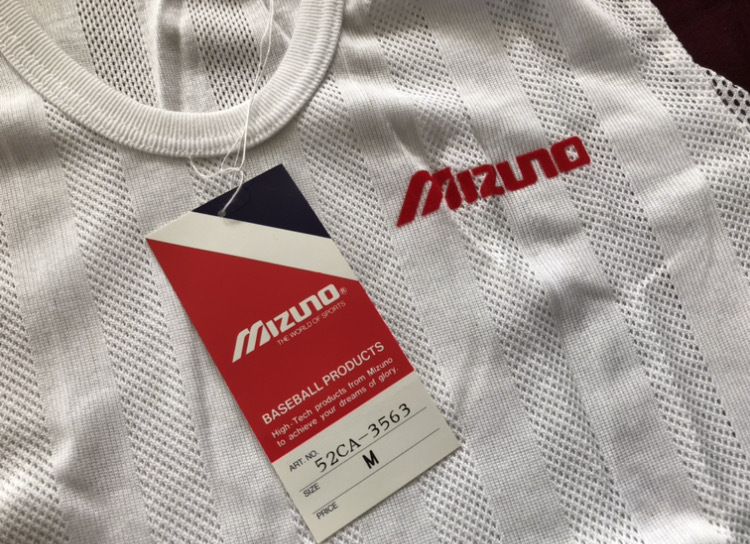 Mizuno
Mizuno®
THE WORLD OF SPORTS
BASEBALL PRODUCTS
High-Tech products from Mizuno
to achieve your dreams of glory.
ART. NO. 52CA-3563
SIZE M
PRICE